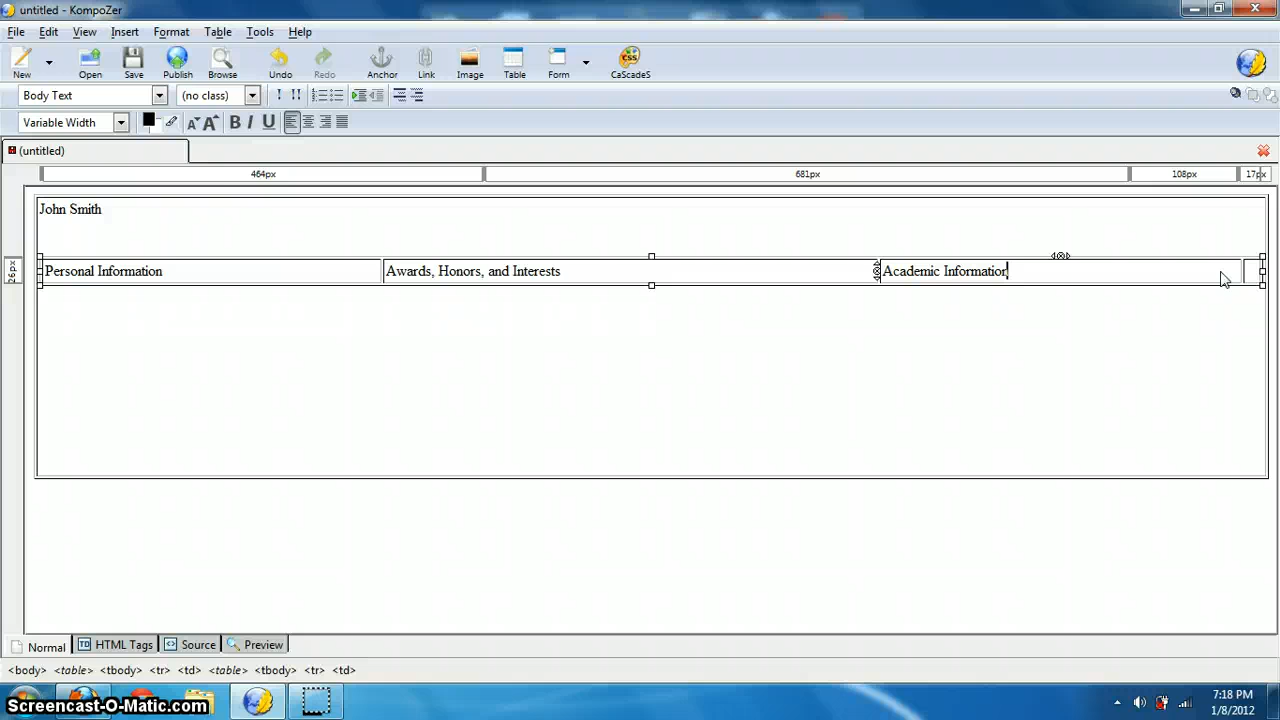 untitled - KompoZer
File Edit View Insert Format Table Tools Help
New Open Save Publish Browse Undo Redo Anchor Link Image Table Form CaScadeS
Body Text (no class)
Variable Width B I U
(untitled)
464px 681px 108px 17px
John Smith
26px
Personal Information Awards, Honors, and Interests Academic Information
Normal HTML Tags Source Preview
<body> <table> <tbody> <tr> <td> <table> <tbody> <tr> <td>
Screencast-O-Matic.com
7:18 PM
1/8/2012